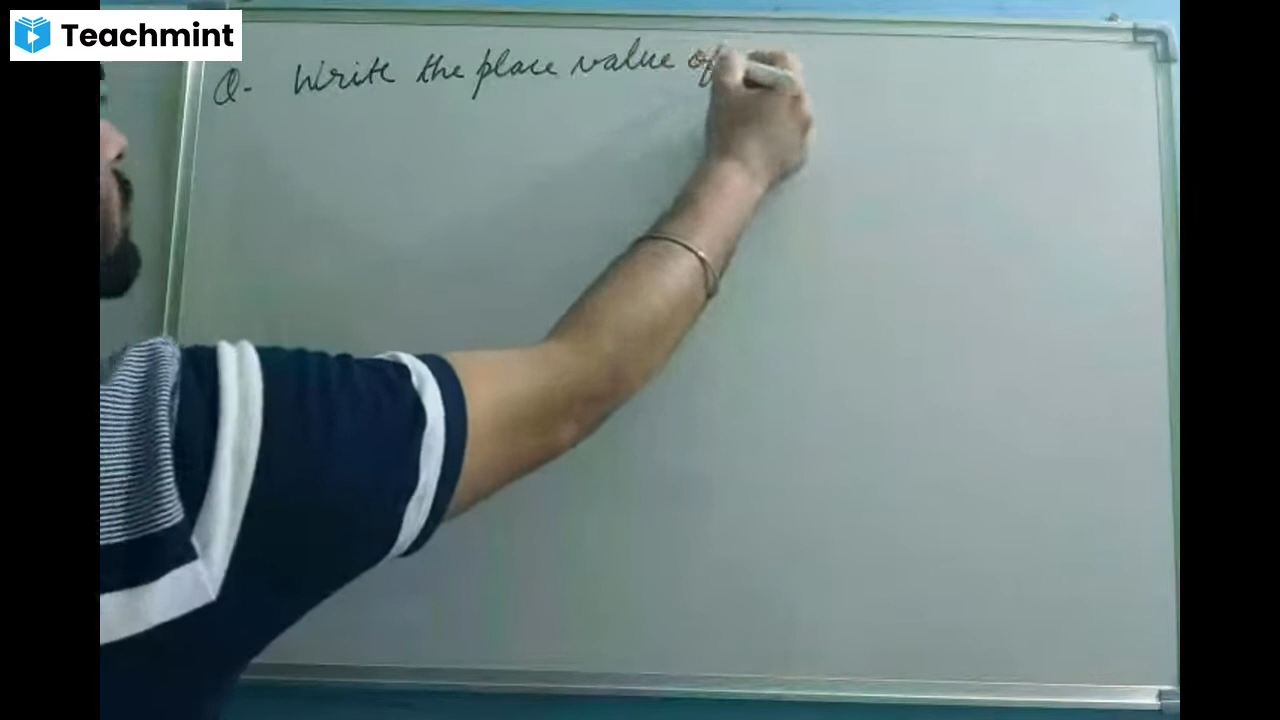 Teachmint
Q- Write the place value of